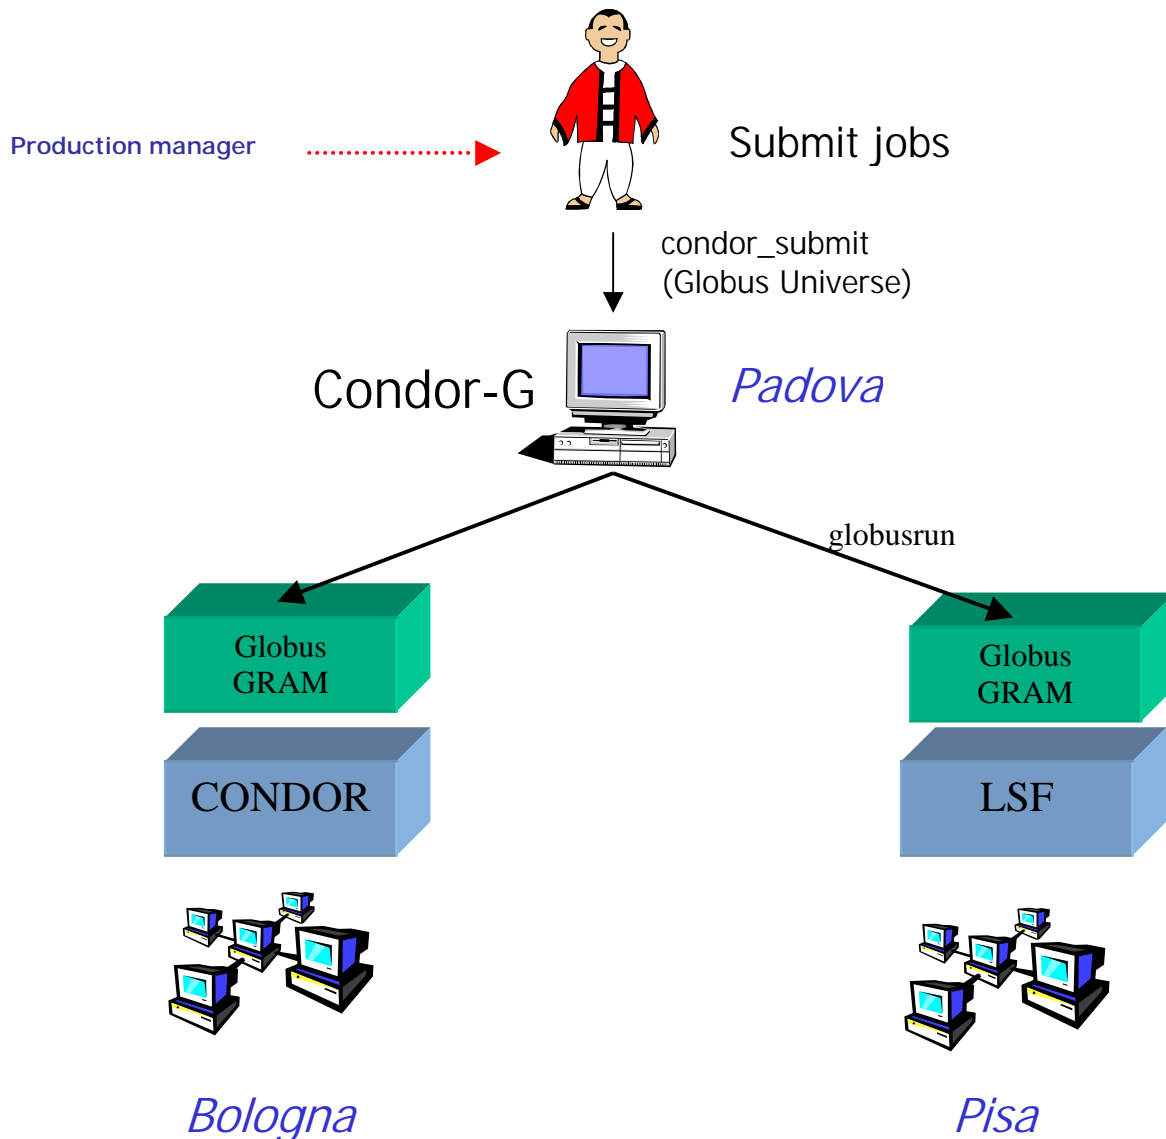 Production manager
Submit jobs
condor_submit
(Globus Universe)
Condor-G
Padova
globusrun
Globus
GRAM
Globus
GRAM
CONDOR
LSF
Bologna
Pisa